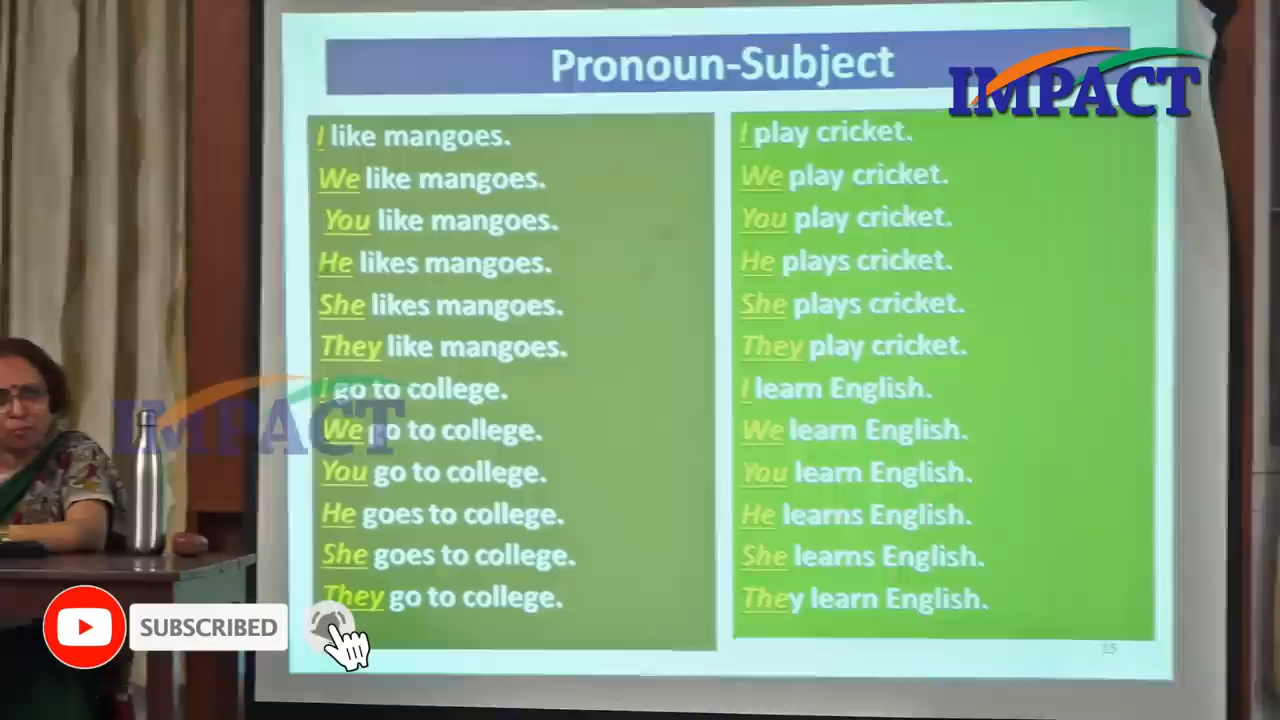 Pronoun-Subject
IMPACT
I like mangoes.
We like mangoes.
You like mangoes.
He likes mangoes.
She likes mangoes.
They like mangoes.
I go to college.
We go to college.
You go to college.
He goes to college.
She goes to college.
They go to college.
I play cricket.
We play cricket.
You play cricket.
He plays cricket.
She plays cricket.
They play cricket.
I learn English.
We learn English.
You learn English.
He learns English.
She learns English.
They learn English.
IMPACT
SUBSCRIBED
15